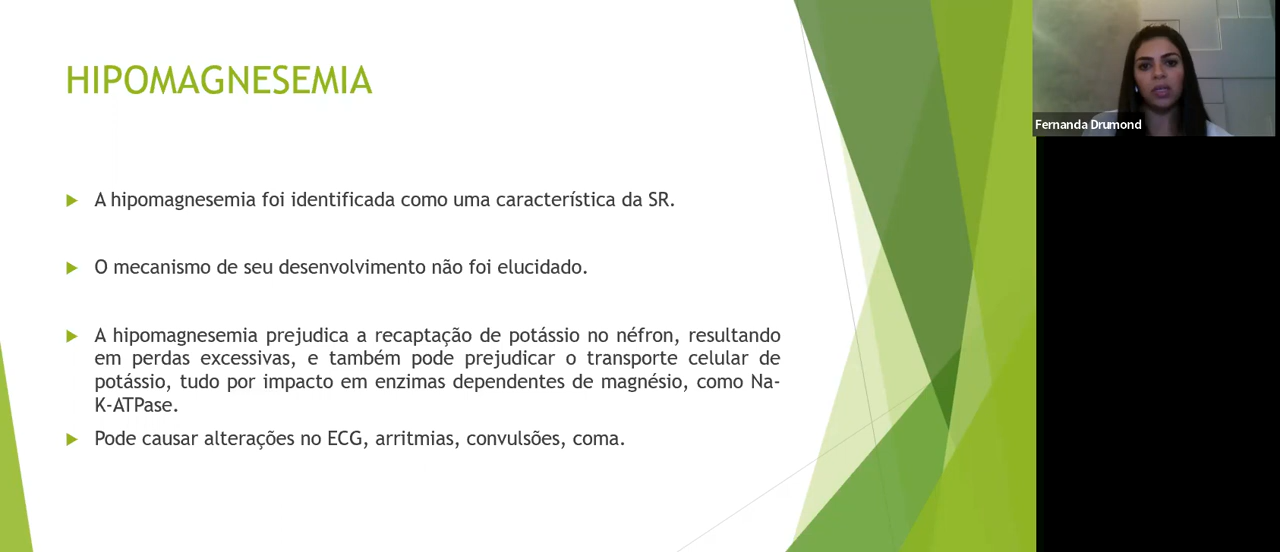 HIPOMAGNESEMIA
Fernanda Drumond
A hipomagnesemia foi identificada como uma característica da SR.
O mecanismo de seu desenvolvimento não foi elucidado.
A hipomagnesemia prejudica a recaptação de potássio no néfron, resultando
em perdas excessivas, e também pode prejudicar o transporte celular de
potássio, tudo por impacto em enzimas dependentes de magnésio, como Na-
K-ATPase.
Pode causar alterações no ECG, arritmias, convulsões, coma.